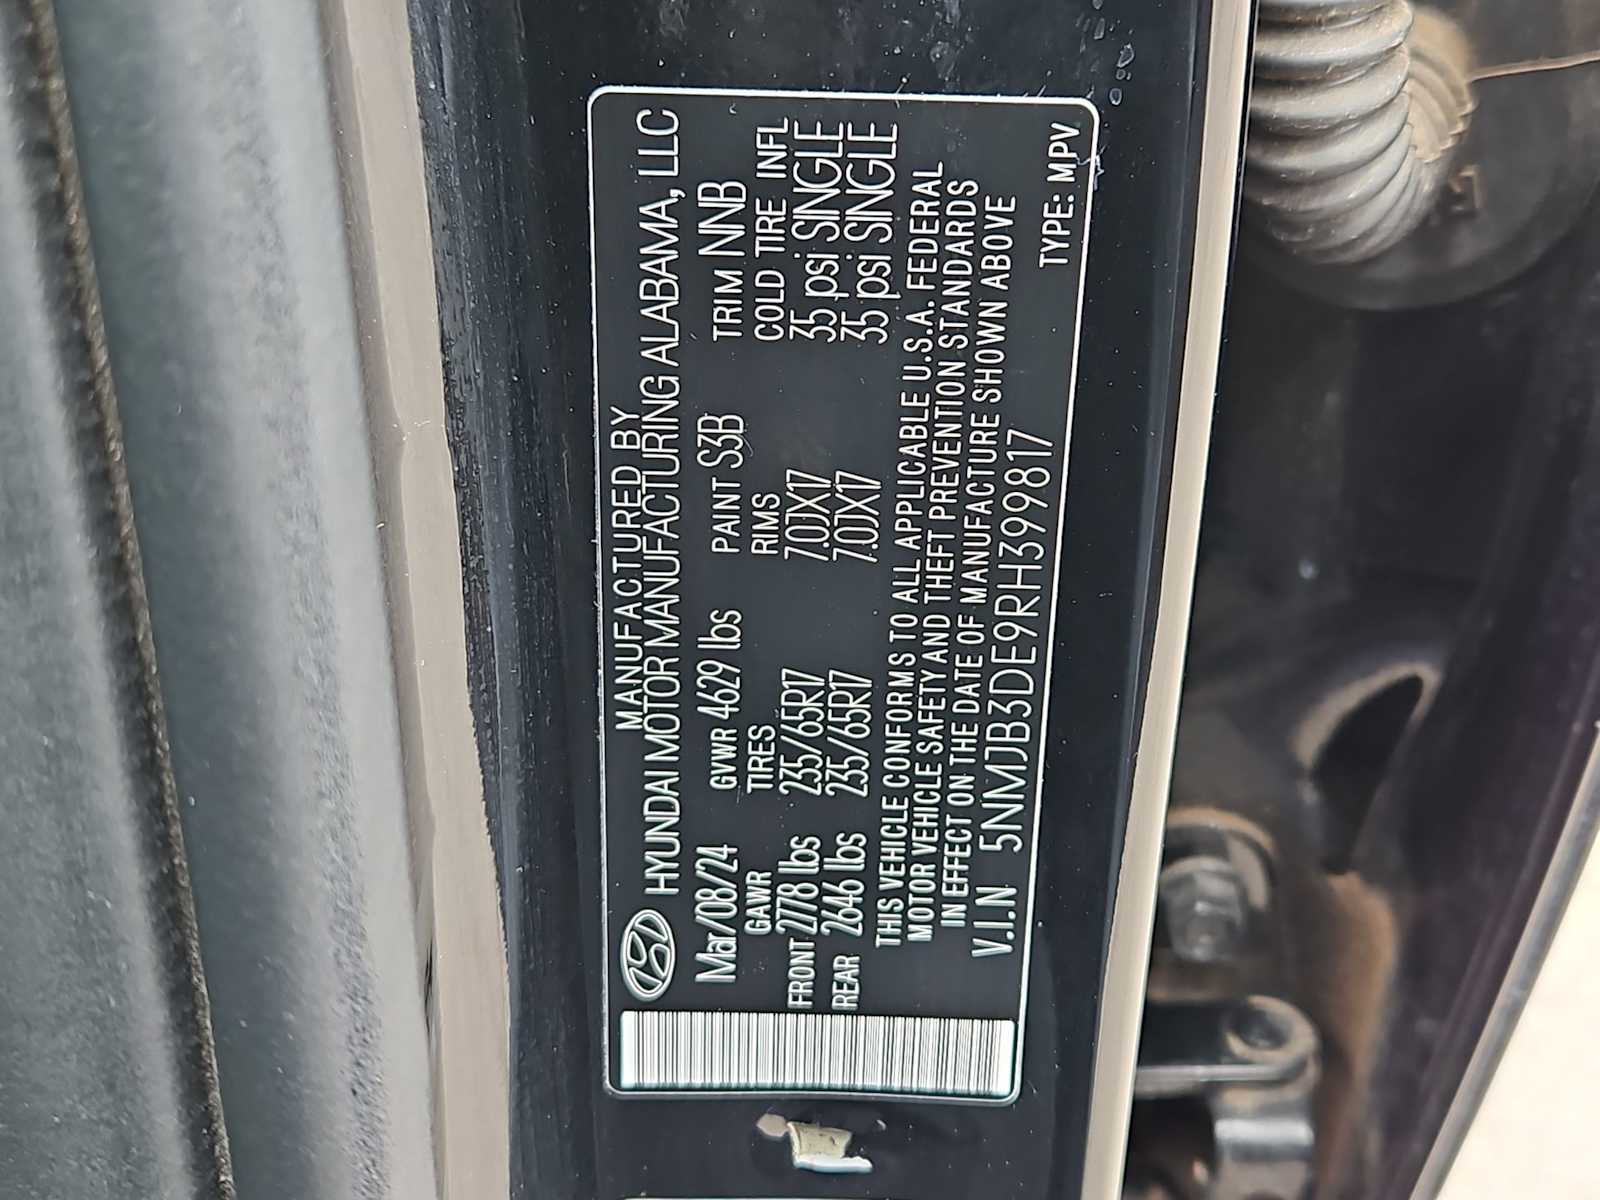 MANUFACTURED BY
HYUNDAI MOTOR MANUFACTURING ALABAMA, LLC
Mar/08/24 GVWR 4629 lbs PAINT S3B TRIM NNB
GAWR TIRES RIMS COLD TIRE INFL
FRONT 2778 lbs 235/65R17 7.0JX17 35 psi SINGLE
REAR 2646 lbs 235/65R17 7.0JX17 35 psi SINGLE
THIS VEHICLE CONFORMS TO ALL APPLICABLE U.S.A. FEDERAL
MOTOR VEHICLE SAFETY AND THEFT PREVENTION STANDARDS
IN EFFECT ON THE DATE OF MANUFACTURE SHOWN ABOVE
V.I.N 5NMJB3DE9RH399817 TYPE: MPV